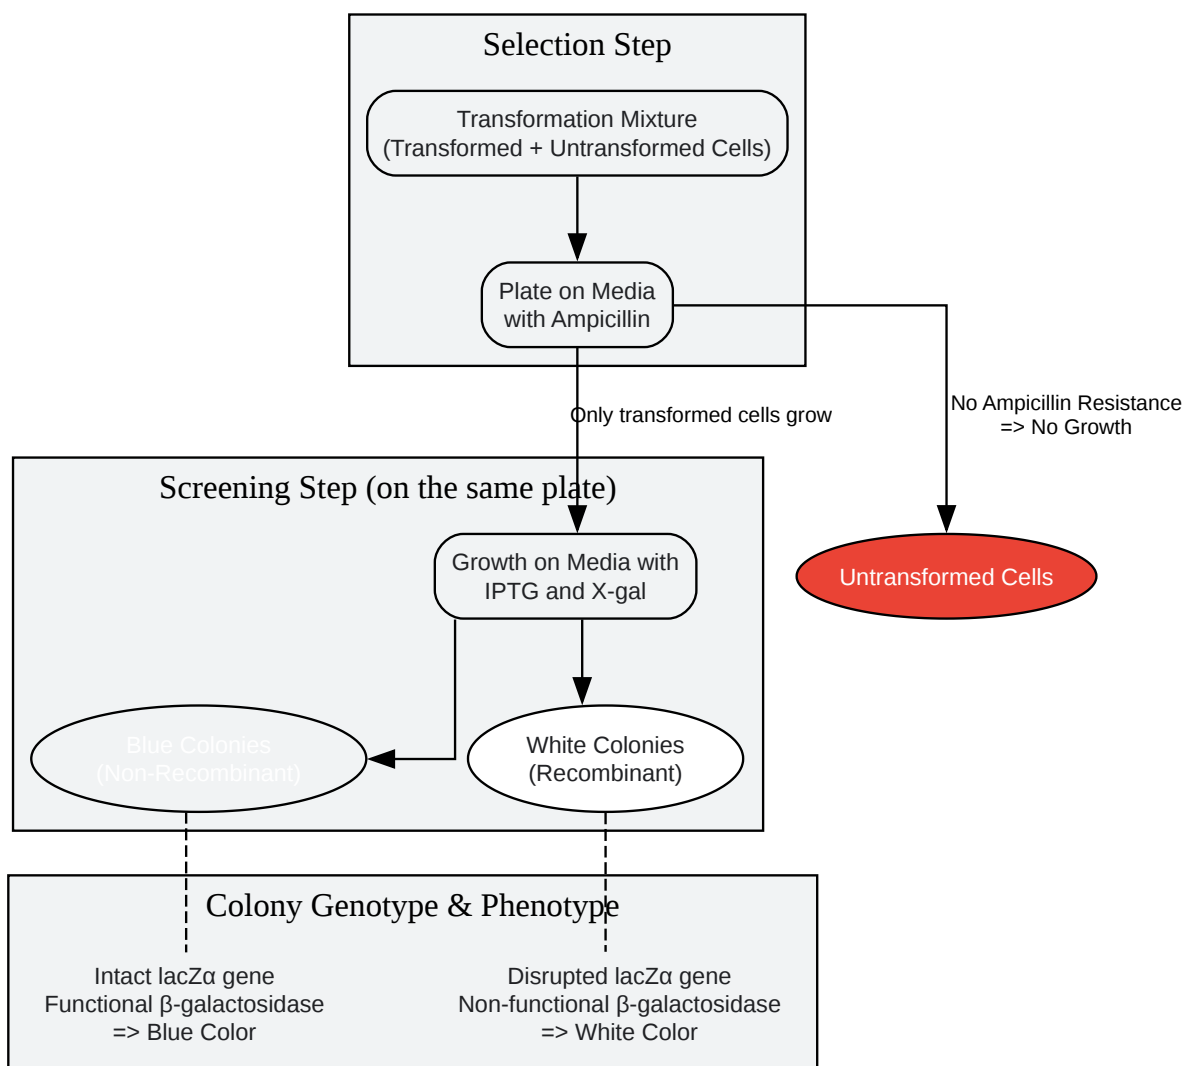 Selection Step
Transformation Mixture
(Transformed + Untransformed Cells)
Plate on Media
with Ampicillin
Only transformed cells grow
No Ampicillin Resistance
=> No Growth
Screening Step (on the same plate)
Growth on Media with
IPTG and X-gal
Untransformed Cells
Blue Colonies
(Non-Recombinant)
White Colonies
(Recombinant)
Colony Genotype & Phenotype
Intact lacZα gene
Functional β-galactosidase
=> Blue Color
Disrupted lacZα gene
Non-functional β-galactosidase
=> White Color